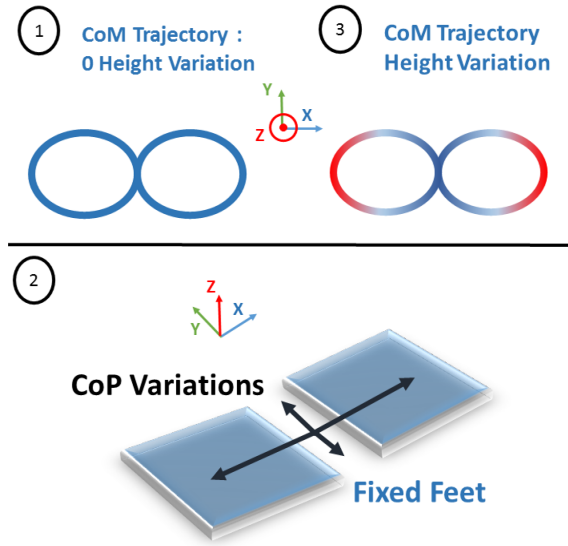 1
CoM Trajectory :
0 Height Variation
3
CoM Trajectory
Height Variation
Y
X
Z
2
Z
X
Y
CoP Variations
Fixed Feet